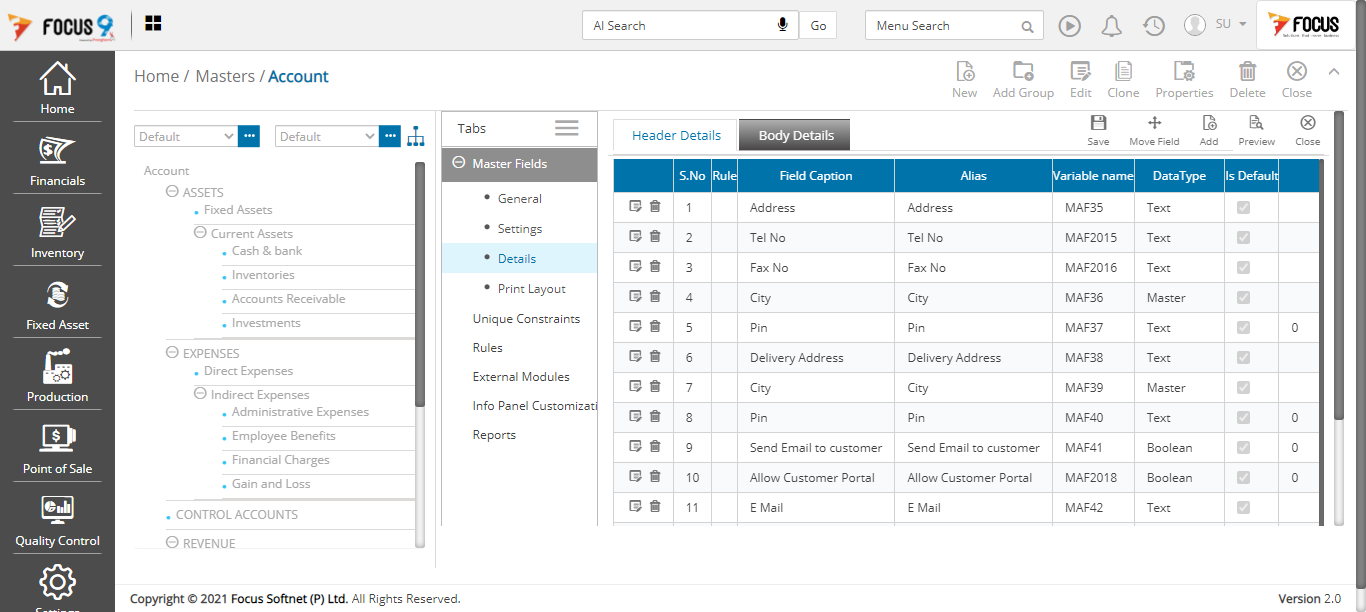 FOCUS 9
AI Search
Go
Menu Search
SU
FOCUS
Home
Financials
Inventory
Fixed Asset
Production
Point of Sale
Quality Control
Home / Masters / Account
New
Add Group
Edit
Clone
Properties
Delete
Close
Default
Default
Account
ASSETS
Fixed Assets
Current Assets
Cash & bank
Inventories
Accounts Receivable
Investments
EXPENSES
Direct Expenses
Indirect Expenses
Administrative Expenses
Employee Benefits
Financial Charges
Gain and Loss
CONTROL ACCOUNTS
REVENUE
Tabs
Master Fields
General
Settings
Details
Print Layout
Unique Constraints
Rules
External Modules
Info Panel Customizati
Reports
Header Details
Body Details
Save
Move Field
Add
Preview
Close
S.No Rule Field Caption Alias Variable name DataType Is Default
1 Address Address MAF35 Text
2 Tel No Tel No MAF2015 Text
3 Fax No Fax No MAF2016 Text
4 City City MAF36 Master
5 Pin Pin MAF37 Text 0
6 Delivery Address Delivery Address MAF38 Text
7 City City MAF39 Master
8 Pin Pin MAF40 Text 0
9 Send Email to customer Send Email to customer MAF41 Boolean 0
10 Allow Customer Portal Allow Customer Portal MAF2018 Boolean 0
11 E Mail E Mail MAF42 Text
Copyright © 2021 Focus Softnet (P) Ltd. All Rights Reserved.
Version 2.0